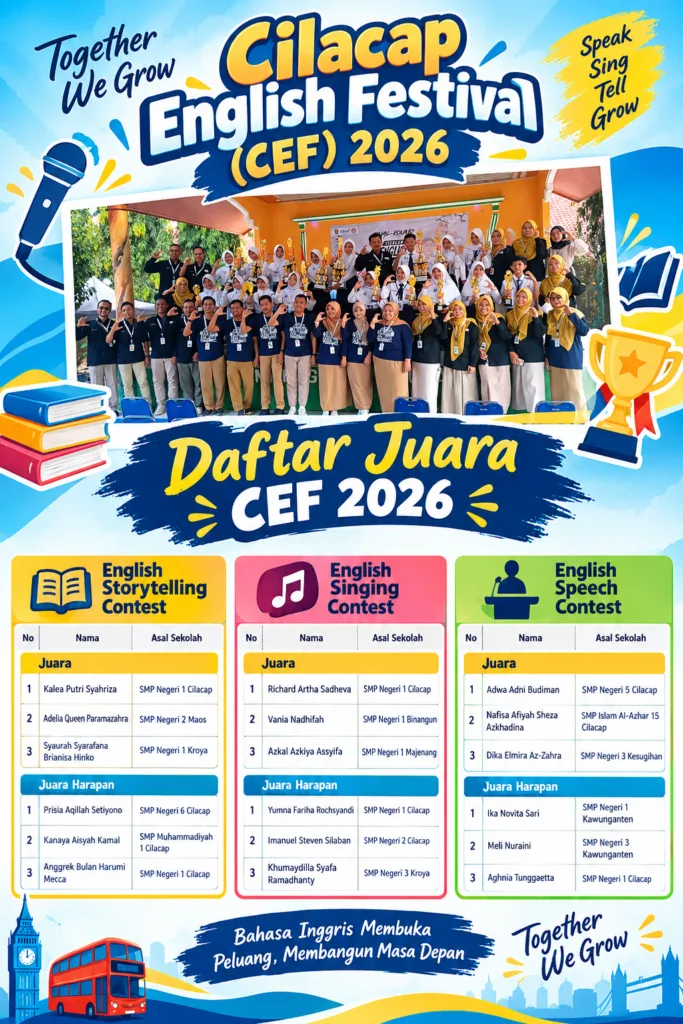 Together
We Grow
Cilacap
English Festival
(CEF) 2026
Speak
Sing
Tell
Grow
Daftar Juara
CEF 2026
English
Storytelling
Contest
No Nama Asal Sekolah
Juara
1 Kalea Putri Syahriza SMP Negeri 1 Cilacap
2 Adelia Queen Paramazahra SMP Negeri 2 Maos
3 Syaurah Syarafana
Brianisa Hinko SMP Negeri 1 Kroya
Juara Harapan
1 Prisia Aqillah Setiyono SMP Negeri 6 Cilacap
2 Kanaya Aisyah Kamal SMP Muhammadiyah
1 Cilacap
3 Anggrek Bulan Harumi
Mecca SMP Negeri 1 Cilacap
English
Singing
Contest
No Nama Asal Sekolah
Juara
1 Richard Artha Sadheva SMP Negeri 1 Cilacap
2 Vania Nadhifah SMP Negeri 1 Binangun
3 Azkal Azkiya Assyifa SMP Negeri 1 Majenang
Juara Harapan
1 Yumna Fariha Rochsyandi SMP Negeri 1 Cilacap
2 Imanuel Steven Silaban SMP Negeri 2 Cilacap
3 Khumaydilla Syafa
Ramadhanty SMP Negeri 3 Kroya
English
Speech
Contest
No Nama Asal Sekolah
Juara
1 Adwa Adni Budiman SMP Negeri 5 Cilacap
2 Nafisa Afiyah Sheza
Azkhadina SMP Islam Al-Azhar 15
Cilacap
3 Dika Elmira Az-Zahra SMP Negeri 3 Kesugihan
Juara Harapan
1 Ika Novita Sari SMP Negeri 1
Kawunganten
2 Meli Nuraini SMP Negeri 3
Kawunganten
3 Aghnia Tunggaetta SMP Negeri 1 Cilacap
Bahasa Inggris Membuka
Peluang, Membangun Masa Depan
Together
We Grow